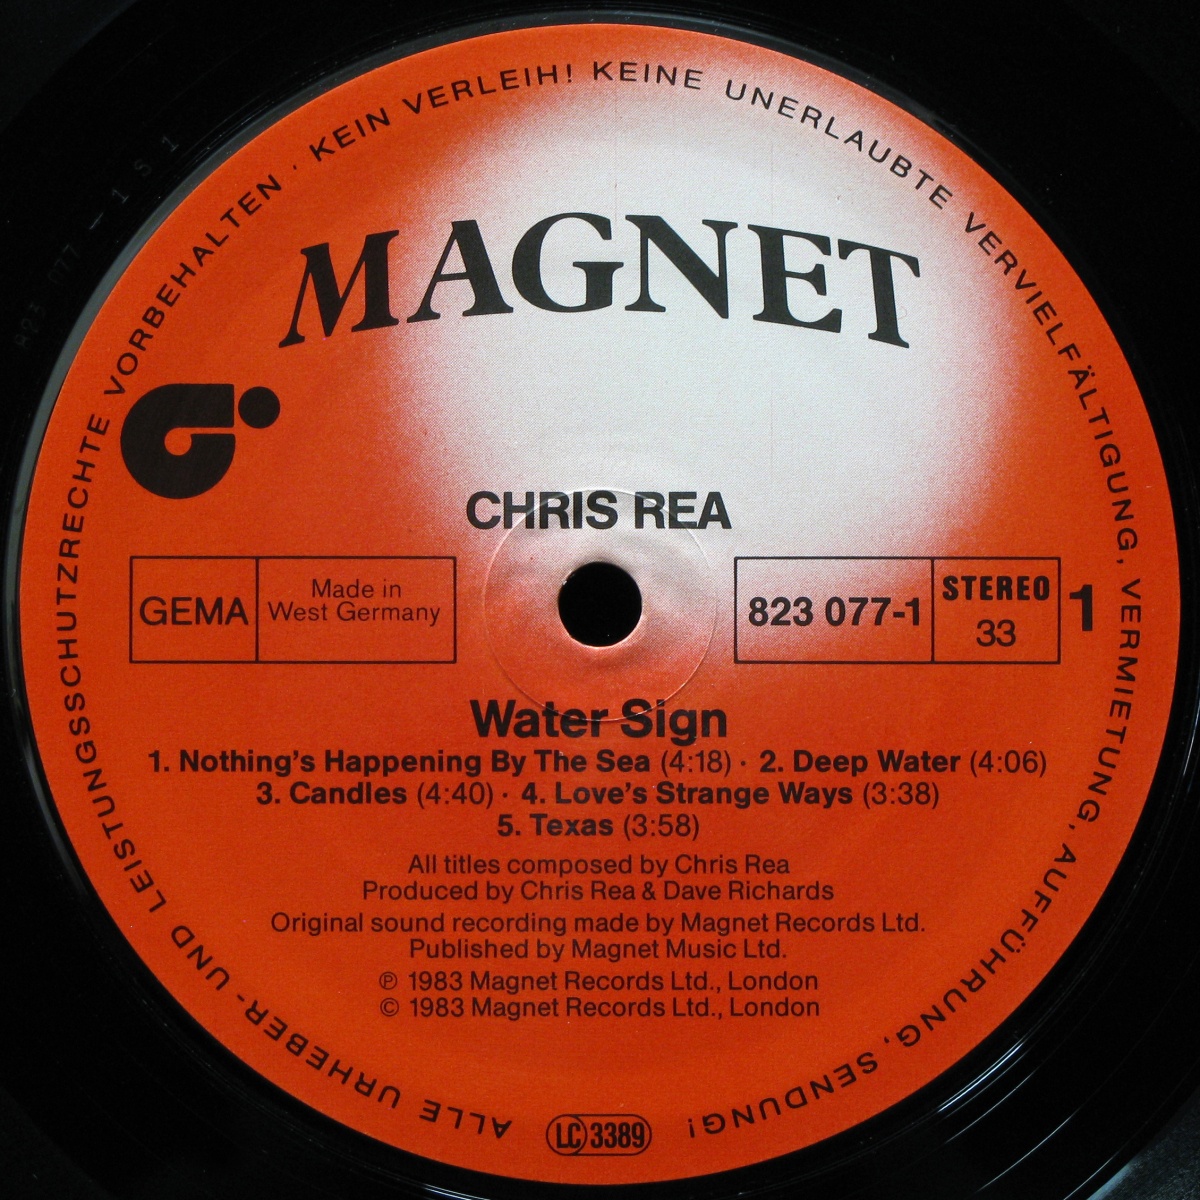 ALLE URHEBER- UND LEISTUNGSSCHUTZRECHTE VORBEHALTEN · KEIN VERLEIH! KEINE UNERLAUBTE VERVIELFÄLTIGUNG, VERMIETUNG, AUFFÜHRUNG, SENDUNG!
MAGNET
CHRIS REA
GEMA
Made in
West Germany
823 077-1
STEREO
33
1
Water Sign
1. Nothing's Happening By The Sea (4:18) · 2. Deep Water (4:06)
3. Candles (4:40) · 4. Love's Strange Ways (3:38)
5. Texas (3:58)
All titles composed by Chris Rea
Produced by Chris Rea & Dave Richards
Original sound recording made by Magnet Records Ltd.
Published by Magnet Music Ltd.
℗ 1983 Magnet Records Ltd., London
© 1983 Magnet Records Ltd., London
LC 3389